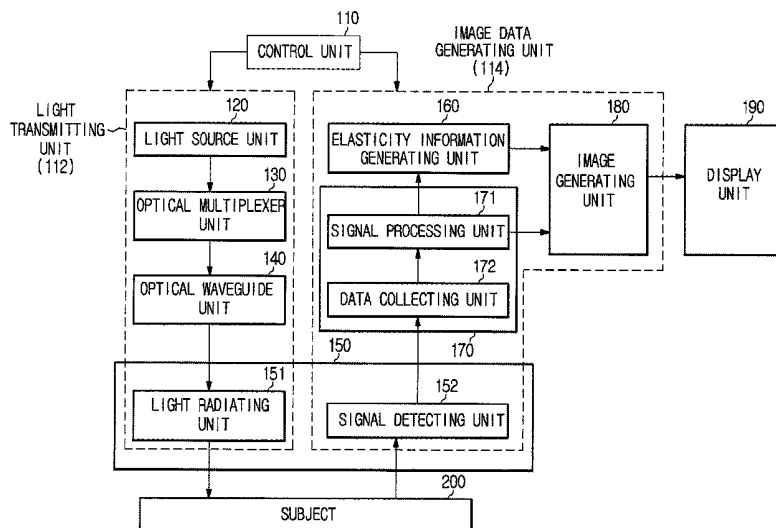 110
CONTROL UNIT
IMAGE DATA
GENERATING UNIT
(114)
LIGHT
TRANSMITTING
UNIT
(112)
120
LIGHT SOURCE UNIT
130
OPTICAL MULTIPLEXER
UNIT
140
OPTICAL WAVEGUIDE
UNIT
150
151
LIGHT RADIATING
UNIT
160
ELASTICITY INFORMATION
GENERATING UNIT
171
SIGNAL PROCESSING UNIT
172
DATA COLLECTING UNIT
170
152
SIGNAL DETECTING UNIT
180
IMAGE
GENERATING
UNIT
190
DISPLAY
UNIT
200
SUBJECT